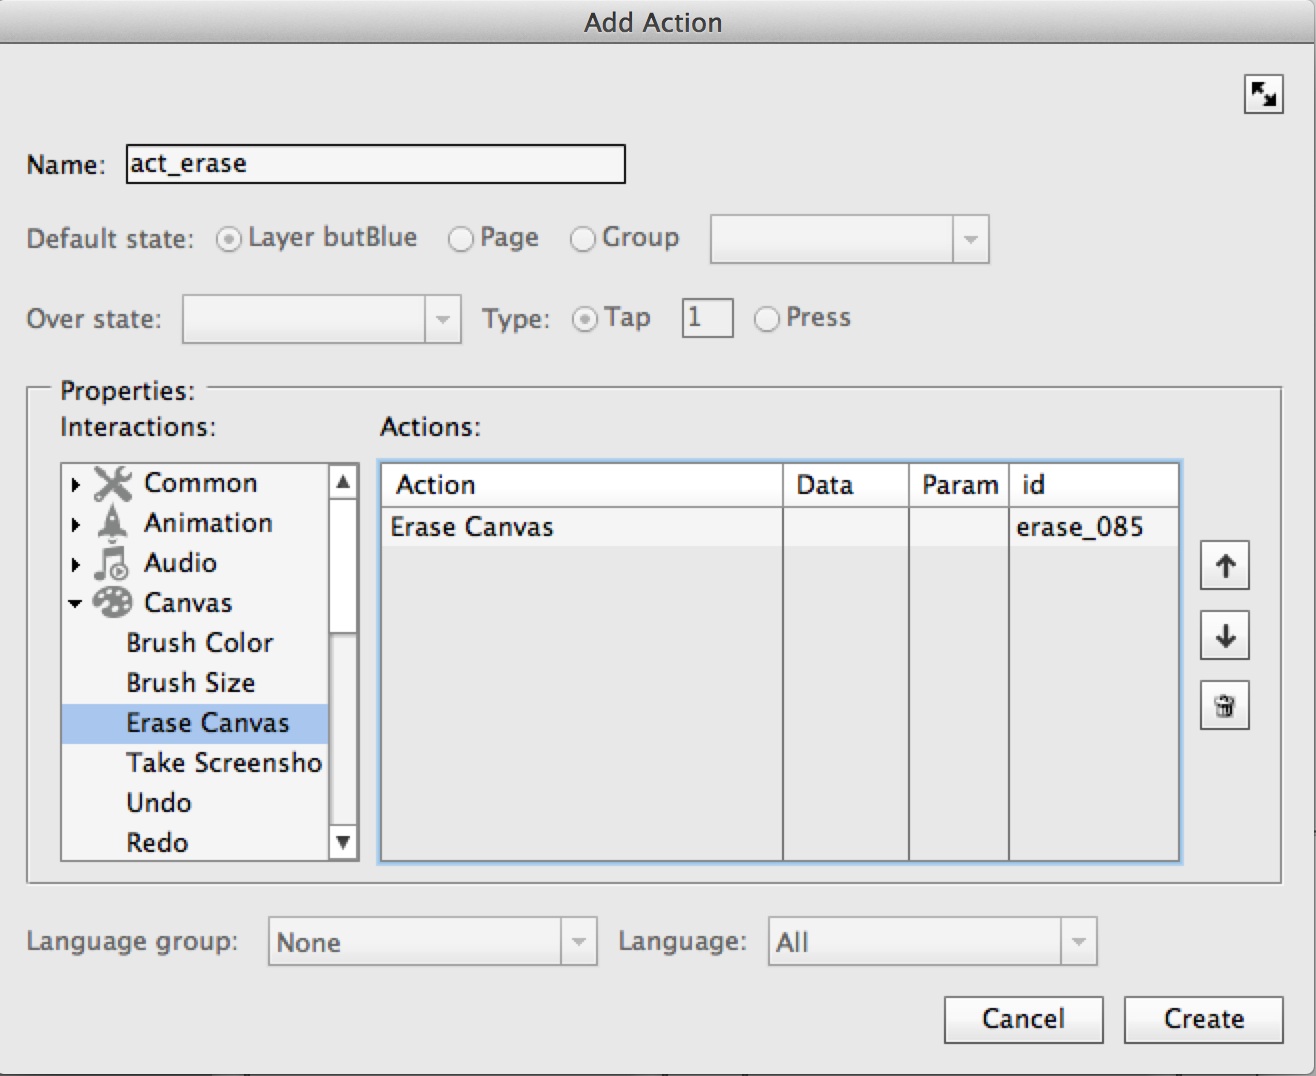 Add Action
Name: act_erase
Default state: Layer butBlue Page Group
Over state: Type: Tap 1 Press
Properties:
Interactions: Actions:
Common
Animation
Audio
Canvas
Brush Color
Brush Size
Erase Canvas
Take Screensho
Undo
Redo
Action Data Param id
Erase Canvas erase_085
Language group: None Language: All
Cancel Create